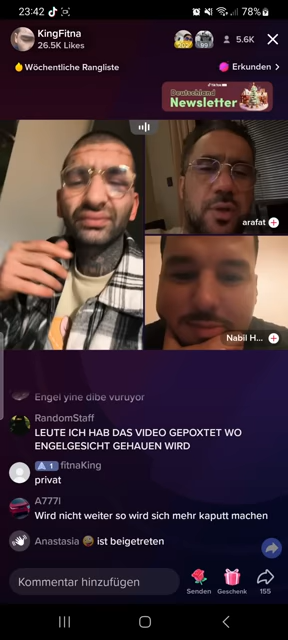 23:42
78%
KingFitna
26.5K Likes
5.6K
Wöchentliche Rangliste
Erkunden >
Deutschland
Newsletter
arafat
Nabil H...
Engel yine dibe vuruyor
RandomStaff
LEUTE ICH HAB DAS VIDEO GEPOXTET WO
ENGELGESICHT GEHAUEN WIRD
1 fitnaKing
privat
A777I
Wird nicht weiter so wird sich mehr kaputt machen
Anastasia 🤪 ist beigetreten
Kommentar hinzufügen
Senden
Geschenk
155